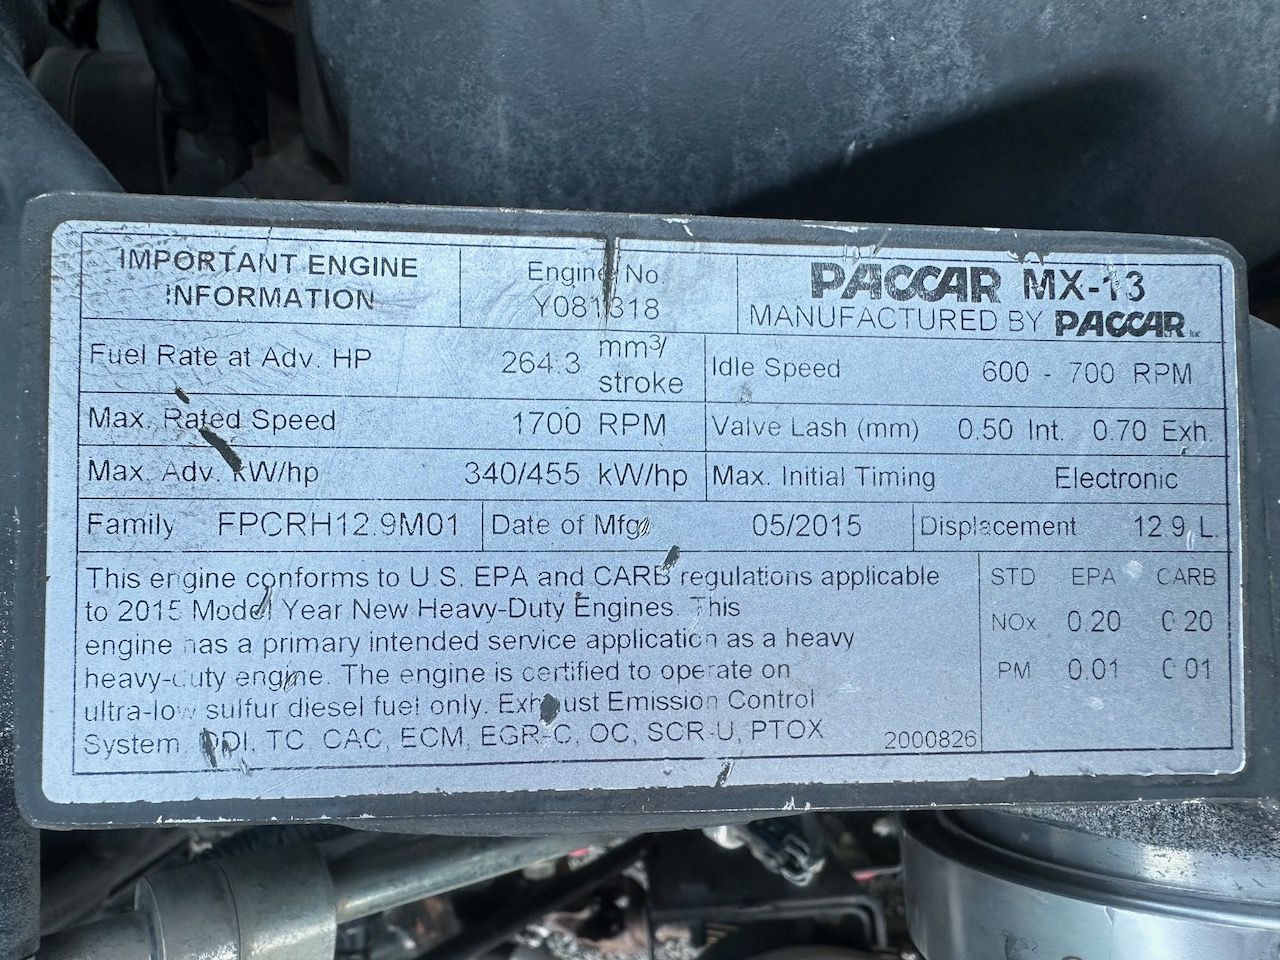 IMPORTANT ENGINE
INFORMATION
Engine No.
Y081318
PACCAR MX-13
MANUFACTURED BY PACCAR Inc
Fuel Rate at Adv. HP 264.3 mm³/
stroke
Idle Speed 600 - 700 RPM
Max. Rated Speed 1700 RPM
Valve Lash (mm) 0.50 Int. 0.70 Exh.
Max. Adv. kW/hp 340/455 kW/hp
Max. Initial Timing Electronic
Family FPCRH12.9M01
Date of Mfg. 05/2015
Displacement 12.9 L.
This engine conforms to U.S. EPA and CARB regulations applicable
to 2015 Model Year New Heavy-Duty Engines. This
engine has a primary intended service application as a heavy
heavy-duty engine. The engine is certified to operate on
ultra-low sulfur diesel fuel only. Exhaust Emission Control
System. DDI, TC, CAC, ECM, EGR-C, OC, SCR-U, PTOX
2000826
STD EPA CARB
NOx 0.20 0.20
PM 0.01 0.01